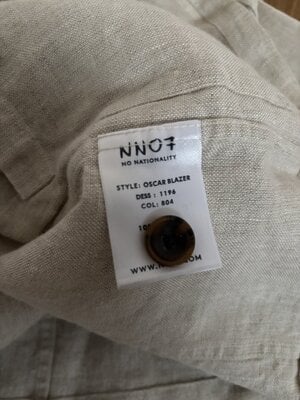 NN07
NO NATIONALITY
STYLE: OSCAR BLAZER
DESS : 1196
COL: 804